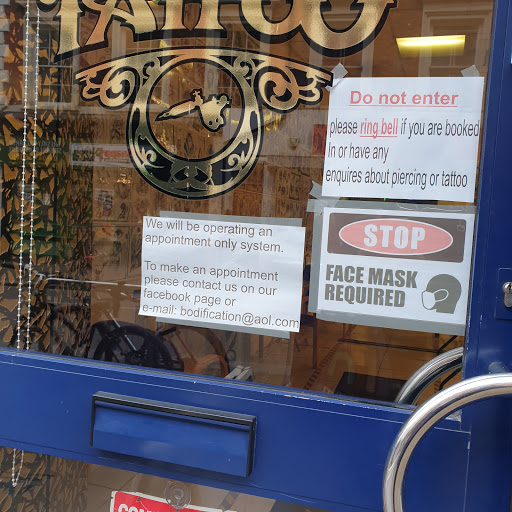 TATTOO
Do not enter
please ring bell if you are booked
In or have any
enquires about piercing or tattoo
We will be operating an
appointment only system.
To make an appointment
please contact us on our
facebook page or
e-mail: bodification@aol.com
STOP
FACE MASK
REQUIRED